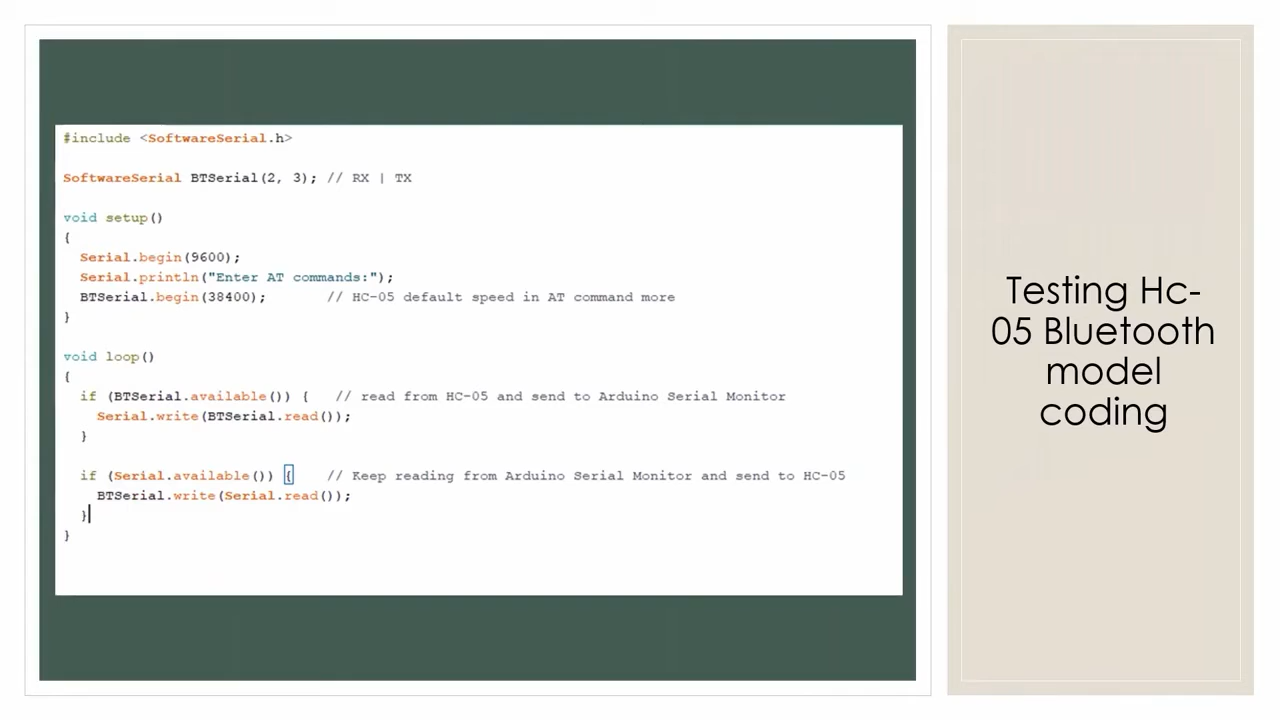 #include <SoftwareSerial.h>
SoftwareSerial BTSerial(2, 3); // RX | TX
void setup()
{
Serial.begin(9600);
Serial.println("Enter AT commands:");
BTSerial.begin(38400); // HC-05 default speed in AT command more
}
void loop()
{
if (BTSerial.available()) { // read from HC-05 and send to Arduino Serial Monitor
Serial.write(BTSerial.read());
}
if (Serial.available()) { // Keep reading from Arduino Serial Monitor and send to HC-05
BTSerial.write(Serial.read());
}
}
Testing Hc-
05 Bluetooth
model
coding